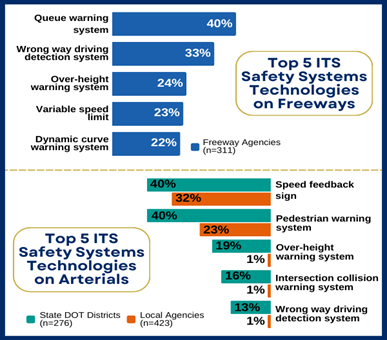 Queue warning
system
40%
Wrong way driving
detection system
33%
Over-height
warning system
24%
Variable speed
limit
23%
Dynamic curve
warning system
22%
Freeway Agencies
(n=311)
Top 5 ITS
Safety Systems
Technologies
on Freeways
40%
32%
Speed feedback
sign
40%
23%
Pedestrian warning
system
19%
1%
Over-height
warning system
16%
1%
Intersection collision
warning system
13%
1%
Wrong way driving
detection system
Top 5 ITS
Safety Systems
Technologies
on Arterials
State DOT Districts
(n=276)
Local Agencies
(n=423)